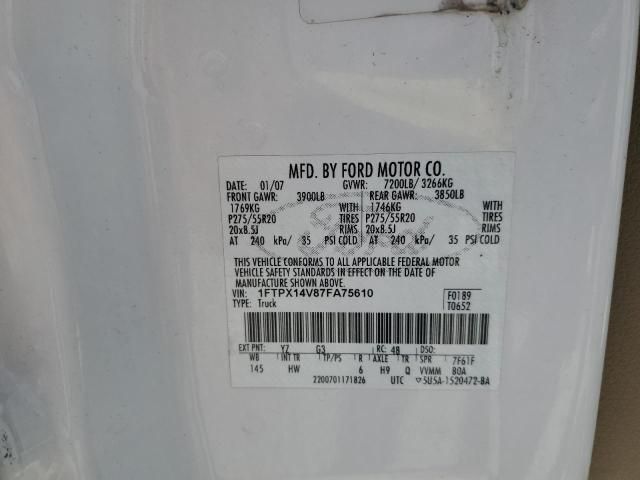 MFD. BY FORD MOTOR CO.
DATE: 01/07 GVWR: 7200LB/ 3266KG
FRONT GAWR: 3900LB REAR GAWR: 3850LB
1769KG WITH 1746KG WITH
P275/55R20 TIRES P275/55R20 TIRES
20x8.5J RIMS 20x8.5J RIMS
AT 240 kPa/ 35 PSI COLD AT 240 kPa/ 35 PSI COLD
THIS VEHICLE CONFORMS TO ALL APPLICABLE FEDERAL MOTOR
VEHICLE SAFETY STANDARDS IN EFFECT ON THE DATE OF
MANUFACTURE SHOWN ABOVE.
VIN: 1FTPX14V87FA75610 F0189
TYPE: Truck T0652
EXT PNT: YZ G3 RC: 48 DSO:
WB INT TR TP/PS R AXLE TR SPR 7F61F
145 HW 6 H9 Q VVMM BOA
2200701171826 UTC ▽5U5A-1520472-BA
Ford